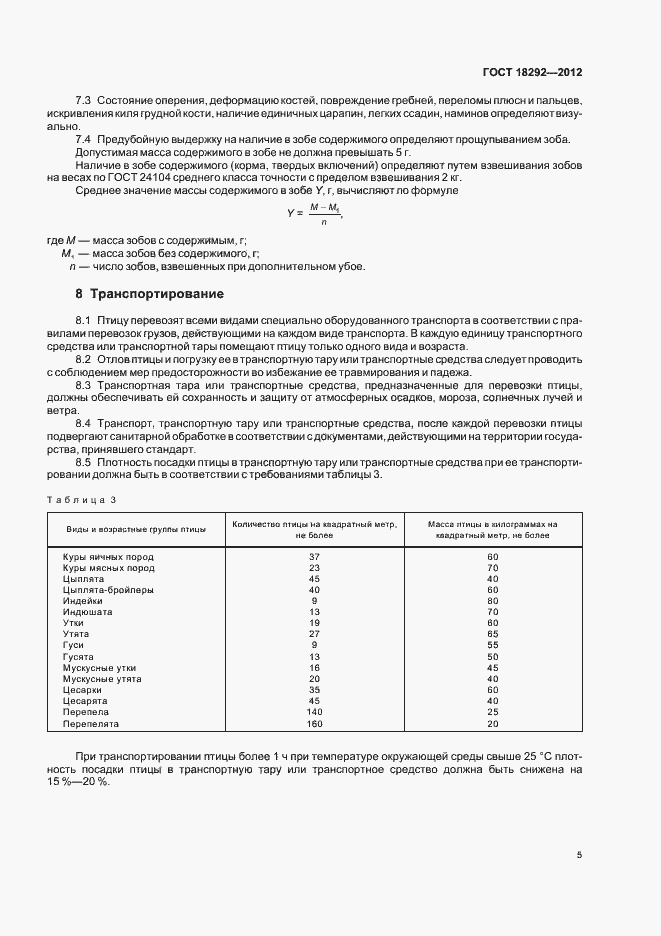 ГОСТ 18292—2012
7.3 Состояние оперения, деформацию костей, повреждение гребней, переломы плюсн и пальцев,
искривления киля грудной кости, наличие единичных царапин, легких ссадин, наминов определяют визу-
ально.
7.4 Предубойную выдержку на наличие в зобе содержимого определяют прощупыванием зоба.
Допустимая масса содержимого в зобе не должна превышать 5 г.
Наличие в зобе содержимого (корма, твердых включений) определяют путем взвешивания зобов
на весах по ГОСТ 24104 среднего класса точности с пределом взвешивания 2 кг.
Среднее значение массы содержимого в зобе Y, г, вычисляют по формуле
Y = (M – M₁) / n,
где M — масса зобов с содержимым, г;
M₁ — масса зобов без содержимого, г;
n — число зобов, взвешенных при дополнительном убое.
8 Транспортирование
8.1 Птицу перевозят всеми видами специально оборудованного транспорта в соответствии с пра-
вилами перевозок грузов, действующими на каждом виде транспорта. В каждую единицу транспортного
средства или транспортной тары помещают птицу только одного вида и возраста.
8.2 Отлов птицы и погрузку ее в транспортную тару или транспортные средства следует проводить
с соблюдением мер предосторожности во избежание ее травмирования и падежа.
8.3 Транспортная тара или транспортные средства, предназначенные для перевозки птицы,
должны обеспечивать ей сохранность и защиту от атмосферных осадков, мороза, солнечных лучей и
ветра.
8.4 Транспорт, транспортную тару или транспортные средства, после каждой перевозки птицы
подвергают санитарной обработке в соответствии с документами, действующими на территории госуда-
рства, принявшего стандарт.
8.5 Плотность посадки птицы в транспортную тару или транспортные средства при ее транспорти-
ровании должна быть в соответствии с требованиями таблицы 3.
Таблица 3
Виды и возрастные группы птицы | Количество птицы на квадратный метр, не более | Масса птицы в килограммах на квадратный метр, не более
Куры яичных пород 37 60
Куры мясных пород 23 70
Цыплята 45 40
Цыплята-бройлеры 40 60
Индейки 9 80
Индюшата 13 70
Утки 19 60
Утята 27 65
Гуси 9 55
Гусята 13 50
Мускусные утки 16 45
Мускусные утята 20 40
Цесарки 35 60
Цесарята 45 40
Перепела 140 25
Перепелята 160 20
При транспортировании птицы более 1 ч при температуре окружающей среды свыше 25 °С плот-
ность посадки птицы в транспортную тару или транспортное средство должна быть снижена на
15 %—20 %.
5